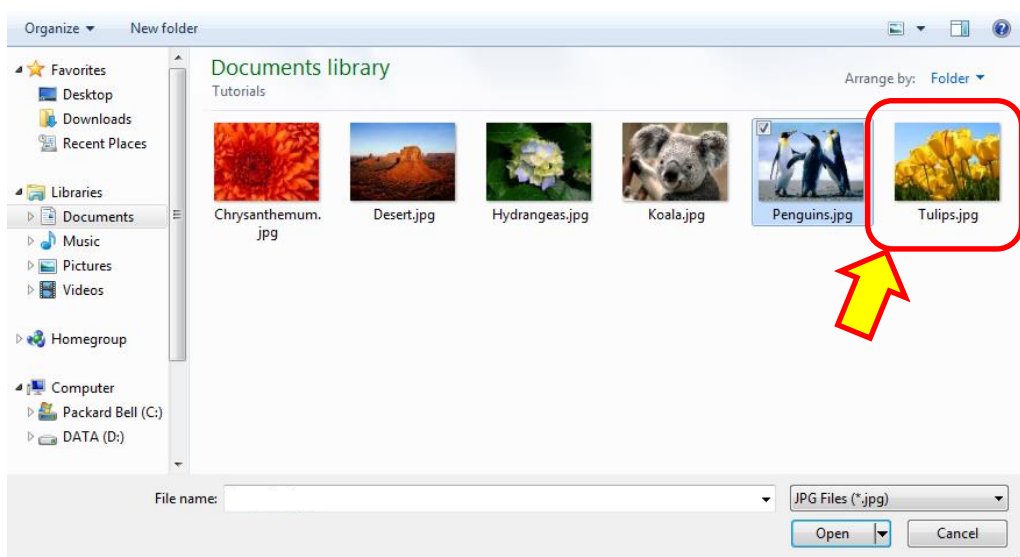 Organize New folder
Favorites
Desktop
Downloads
Recent Places
Libraries
Documents
Music
Pictures
Videos
Homegroup
Computer
Packard Bell (C:)
DATA (D:)
Documents library
Tutorials
Arrange by: Folder
Chrysanthemum.
jpg
Desert.jpg
Hydrangeas.jpg
Koala.jpg
Penguins.jpg
Tulips.jpg
File name:
JPG Files (*.jpg)
Open
Cancel